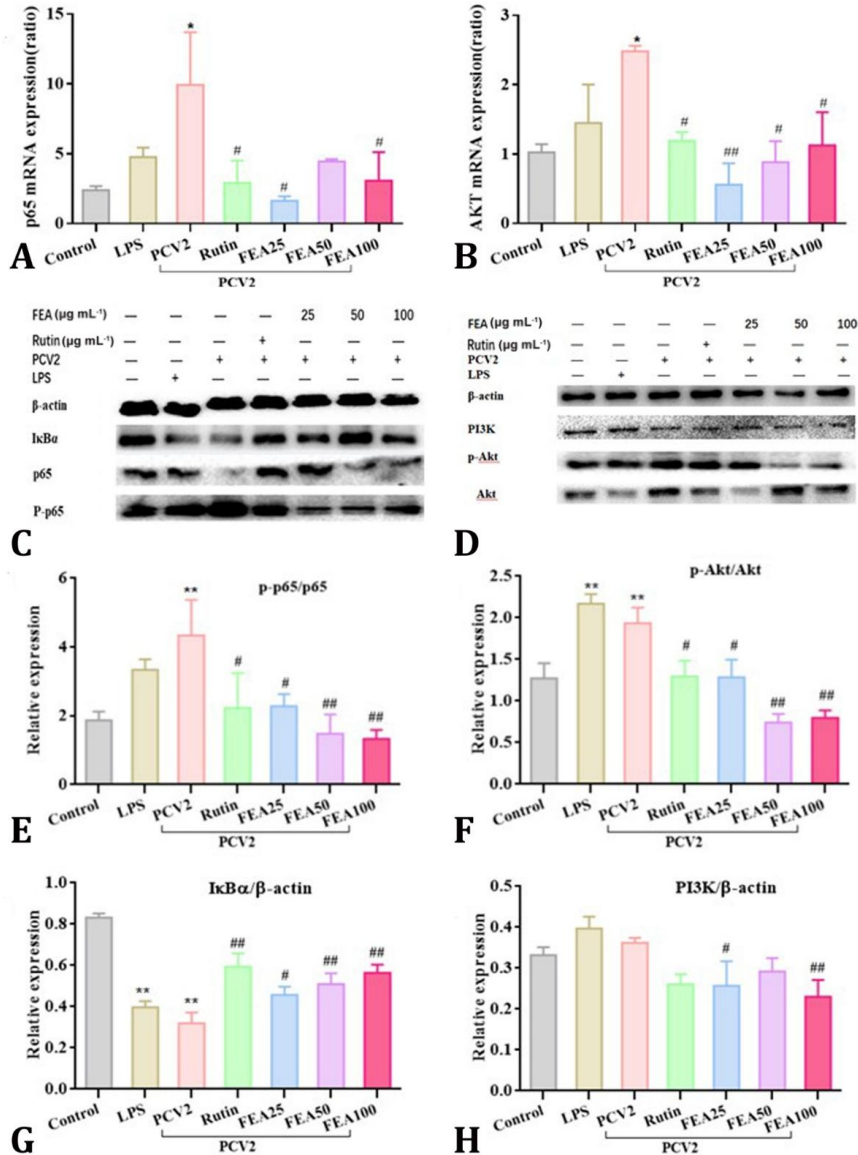 p65 mRNA expression(ratio)
15
10
5
0
*
#
#
#
Control
LPS
PCV2
Rutin
FEA25
FEA50
FEA100
PCV2
A
AKT mRNA expression(ratio)
3
2
1
0
*
#
##
#
#
Control
LPS
PCV2
Rutin
FEA25
FEA50
FEA100
PCV2
B
FEA (μg mL⁻¹) — — — — 25 50 100
Rutin (μg mL⁻¹) — — — + — — —
PCV2 — — + + + + +
LPS — + — — — — —
β-actin
IκBα
p65
P-p65
C
FEA (μg mL⁻¹) — — — — 25 50 100
Rutin (μg mL⁻¹) — — — + — — —
PCV2 — — + + + + +
LPS — + — — — — —
β-actin
PI3K
p-Akt
Akt
D
p-p65/p65
Relative expression
6
4
2
0
**
#
#
##
##
Control
LPS
PCV2
Rutin
FEA25
FEA50
FEA100
PCV2
E
p-Akt/Akt
Relative expression
2.5
2.0
1.5
1.0
0.5
0.0
**
**
#
#
##
##
Control
LPS
PCV2
Rutin
FEA25
FEA50
FEA100
PCV2
F
IκBα/β-actin
Relative expression
1.0
0.8
0.6
0.4
0.2
0.0
**
**
##
#
##
##
Control
LPS
PCV2
Rutin
FEA25
FEA50
FEA100
PCV2
G
PI3K/β-actin
Relative expression
0.5
0.4
0.3
0.2
0.1
0.0
#
##
Control
LPS
PCV2
Rutin
FEA25
FEA50
FEA100
PCV2
H